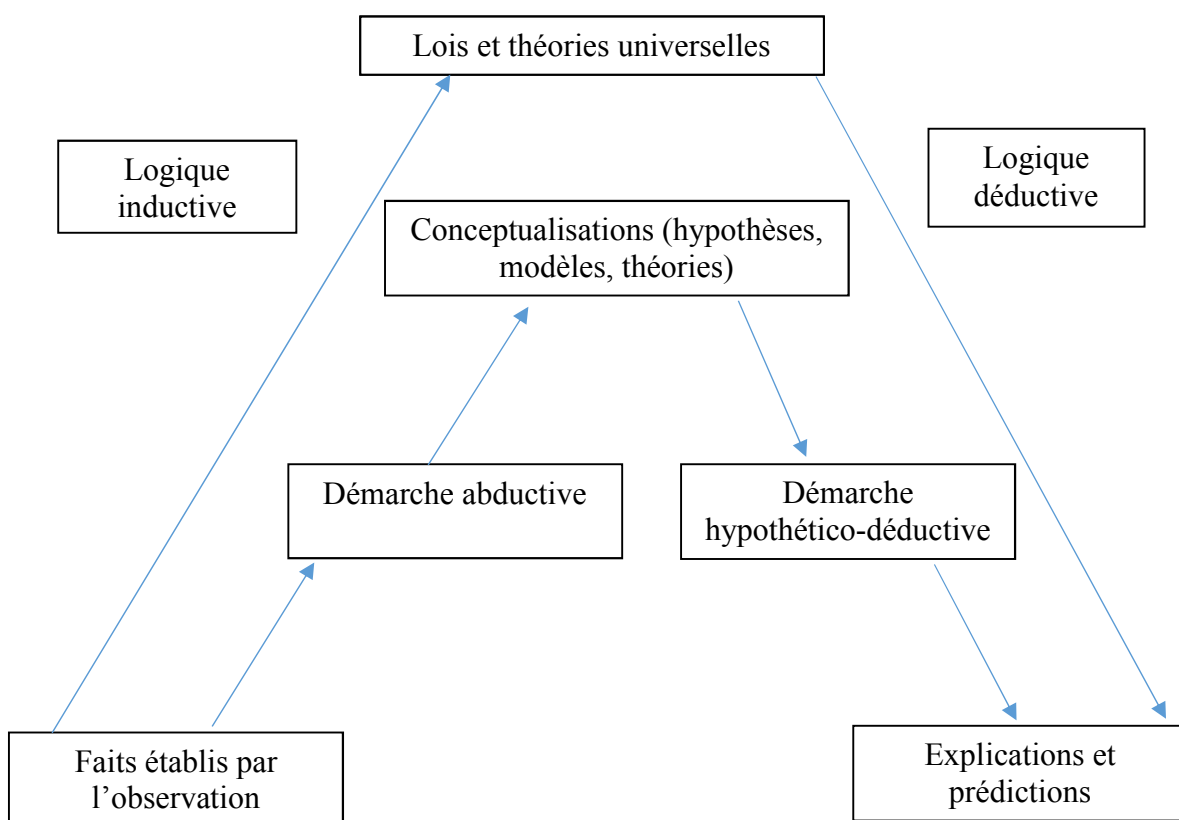 Lois et théories universelles
Logique
inductive
Logique
déductive
Conceptualisations (hypothèses,
modèles, théories)
Démarche abductive
Démarche
hypothético-déductive
Faits établis par
l’observation
Explications et
prédictions